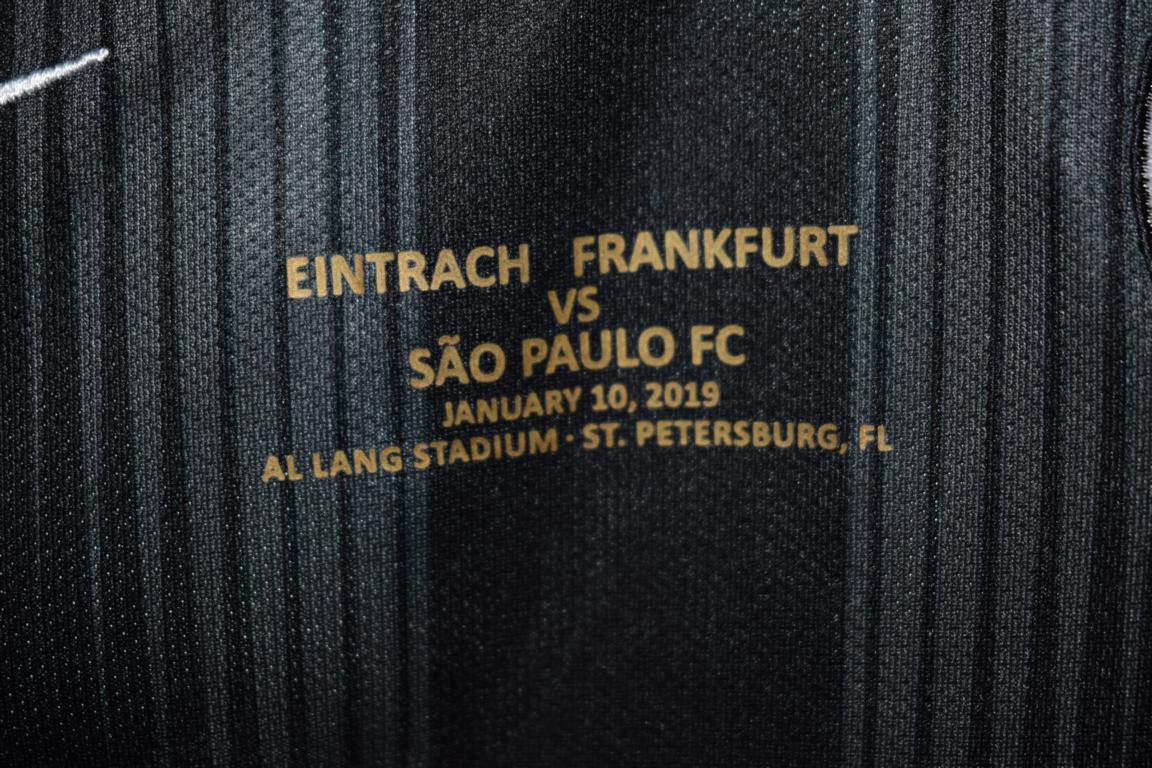 EINTRACH FRANKFURT
VS
SÃO PAULO FC
JANUARY 10, 2019
AL LANG STADIUM · ST. PETERSBURG, FL